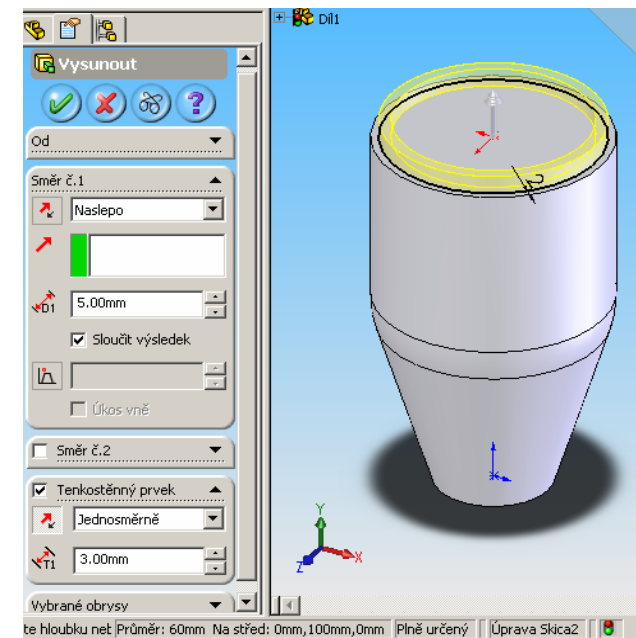 Díl1
Vysunout
Od
Směr č.1
Naslepo
D1
5.00mm
Sloučit výsledek
Úkos vně
Směr č.2
Tenkostěnný prvek
Jednosměrně
T1
3.00mm
Vybrané obrysy
2
Y
X
Z
te hloubku net Průměr: 60mm Na střed: 0mm,100mm,0mm Plně určený Úprava Skica2